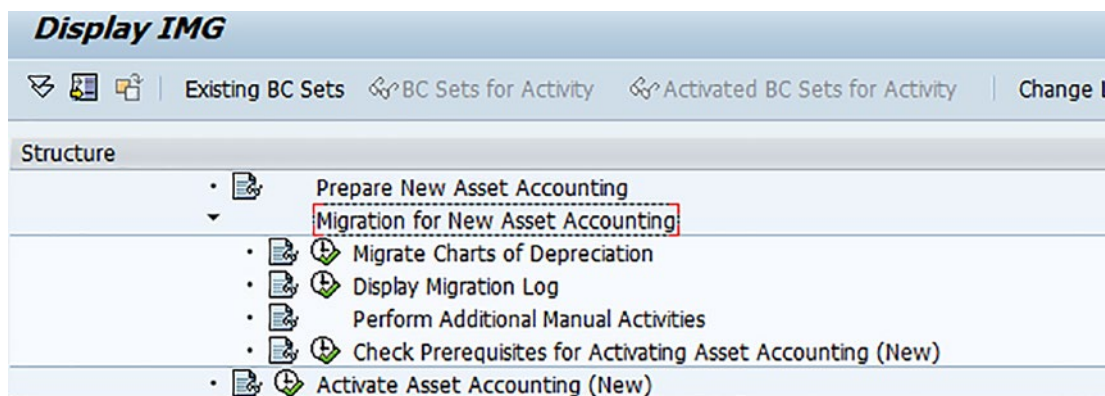 Display IMG
Existing BC Sets BC Sets for Activity Activated BC Sets for Activity Change
Structure
Prepare New Asset Accounting
Migration for New Asset Accounting
Migrate Charts of Depreciation
Display Migration Log
Perform Additional Manual Activities
Check Prerequisites for Activating Asset Accounting (New)
Activate Asset Accounting (New)